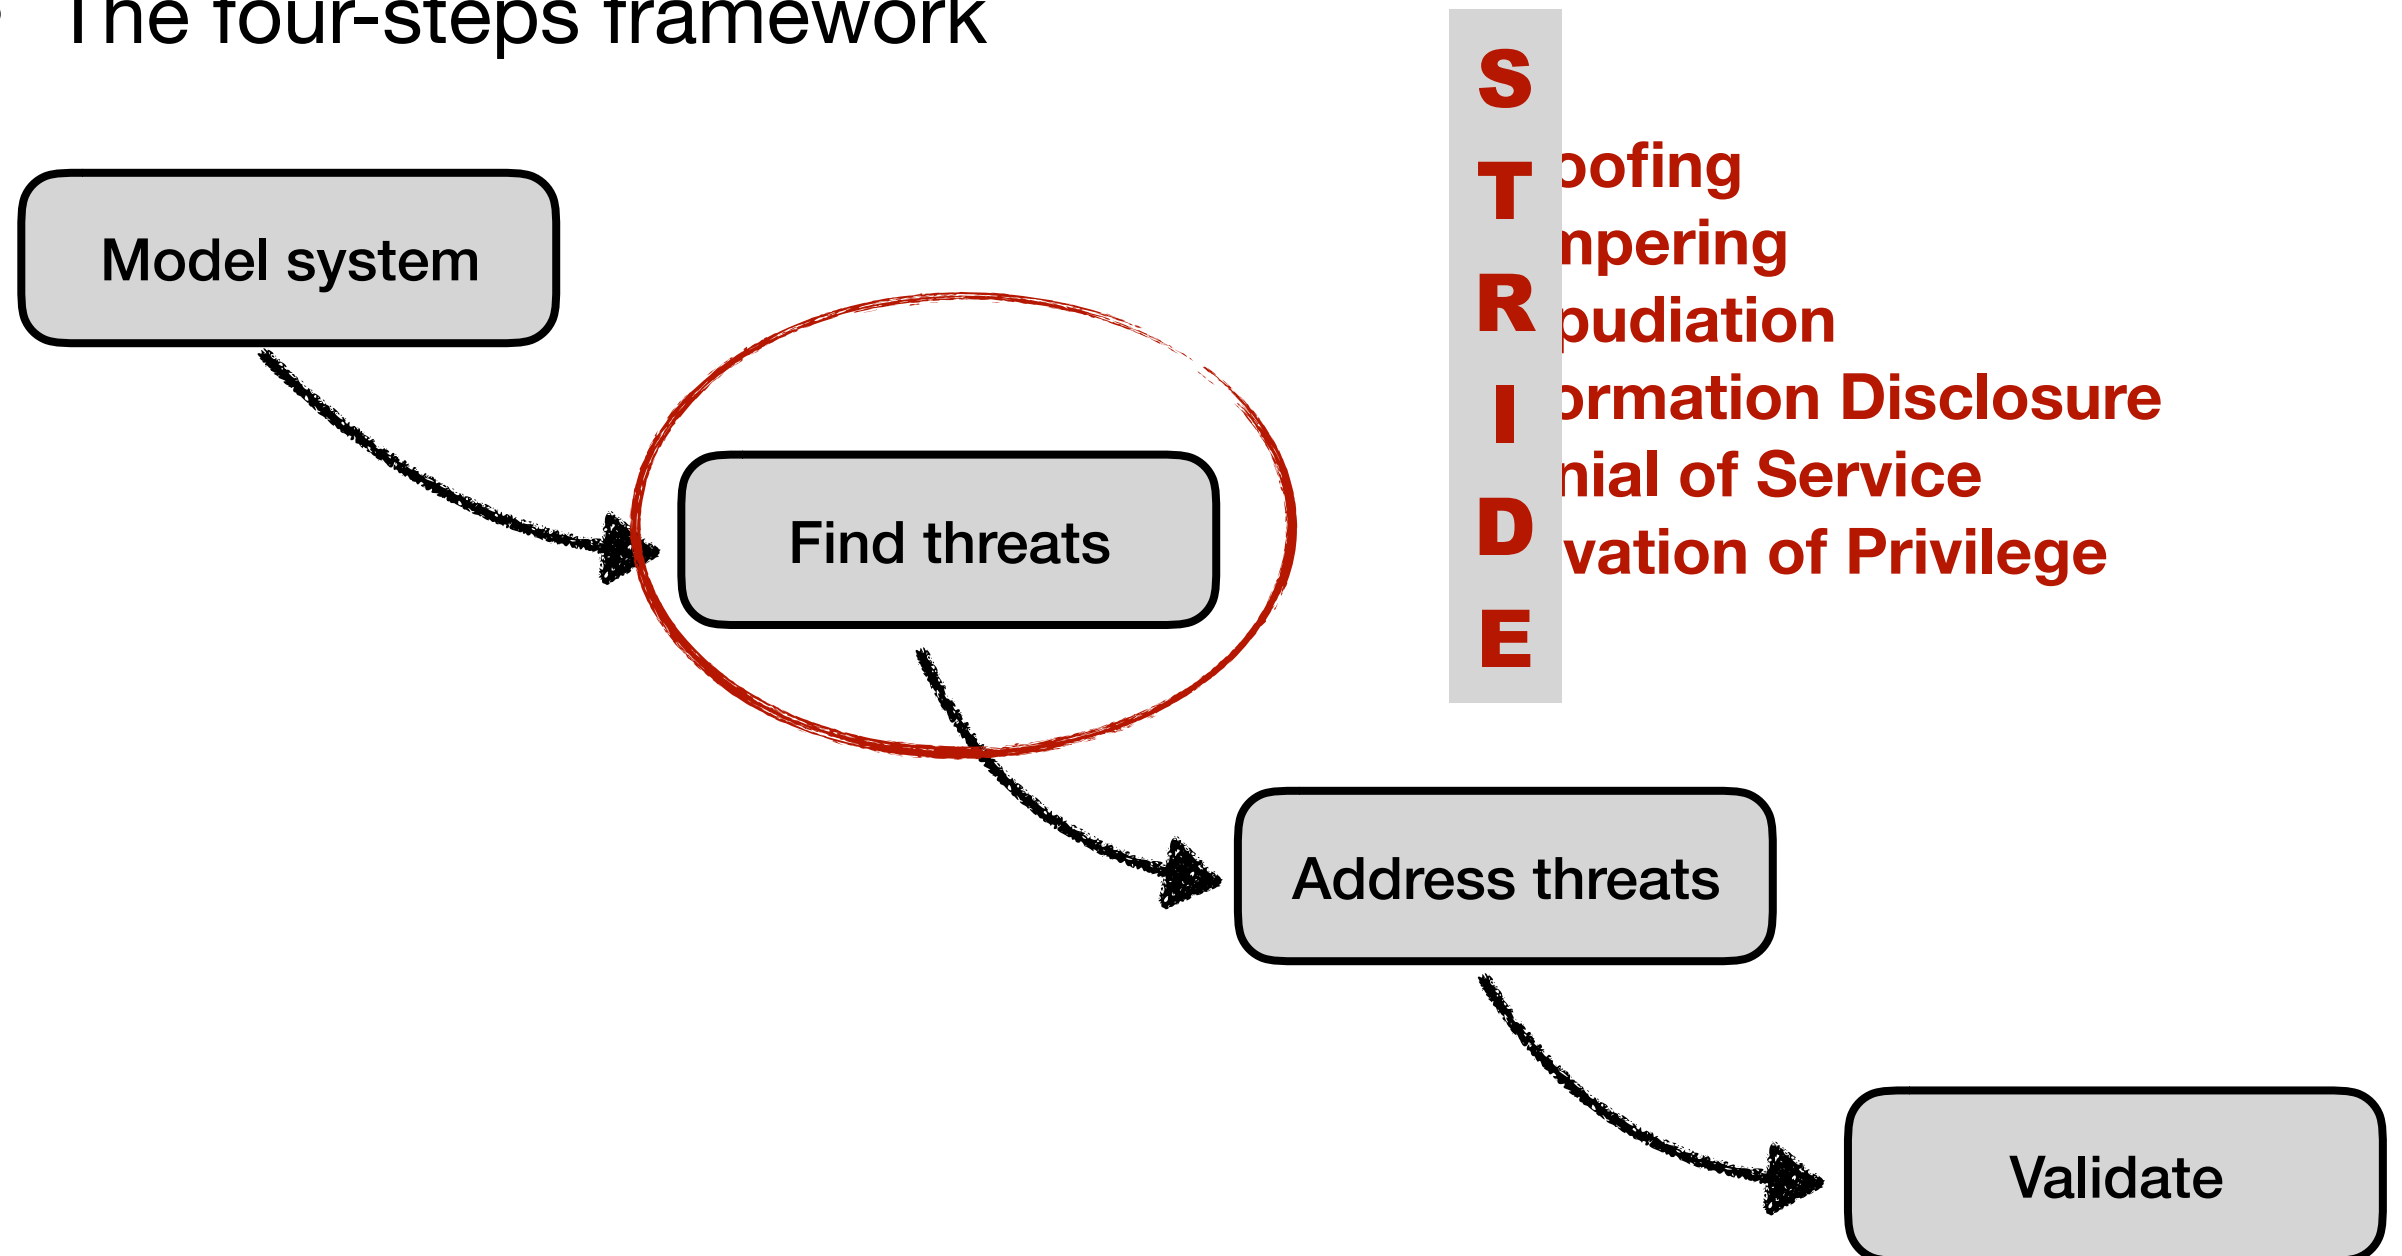 The four-steps framework
S
T
R
I
D
E
oofing
mpering
pudiation
ormation Disclosure
nial of Service
vation of Privilege
Model system
Find threats
Address threats
Validate